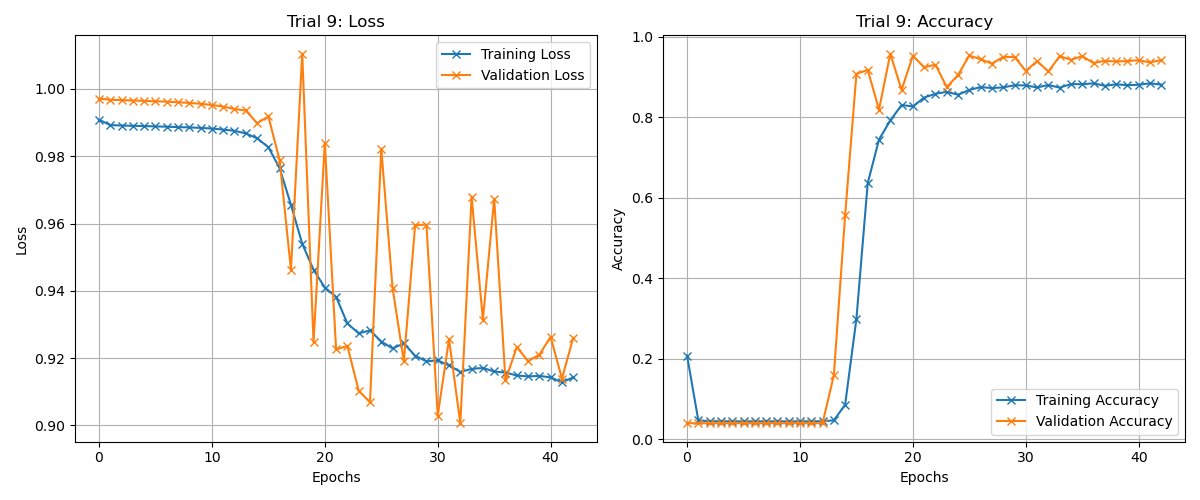 Trial 9: Loss
Training Loss
Validation Loss
1.00
0.98
0.96
0.94
0.92
0.90
Loss
0
10
20
30
40
Epochs
Trial 9: Accuracy
1.0
0.8
0.6
0.4
0.2
0.0
Accuracy
Training Accuracy
Validation Accuracy
0
10
20
30
40
Epochs